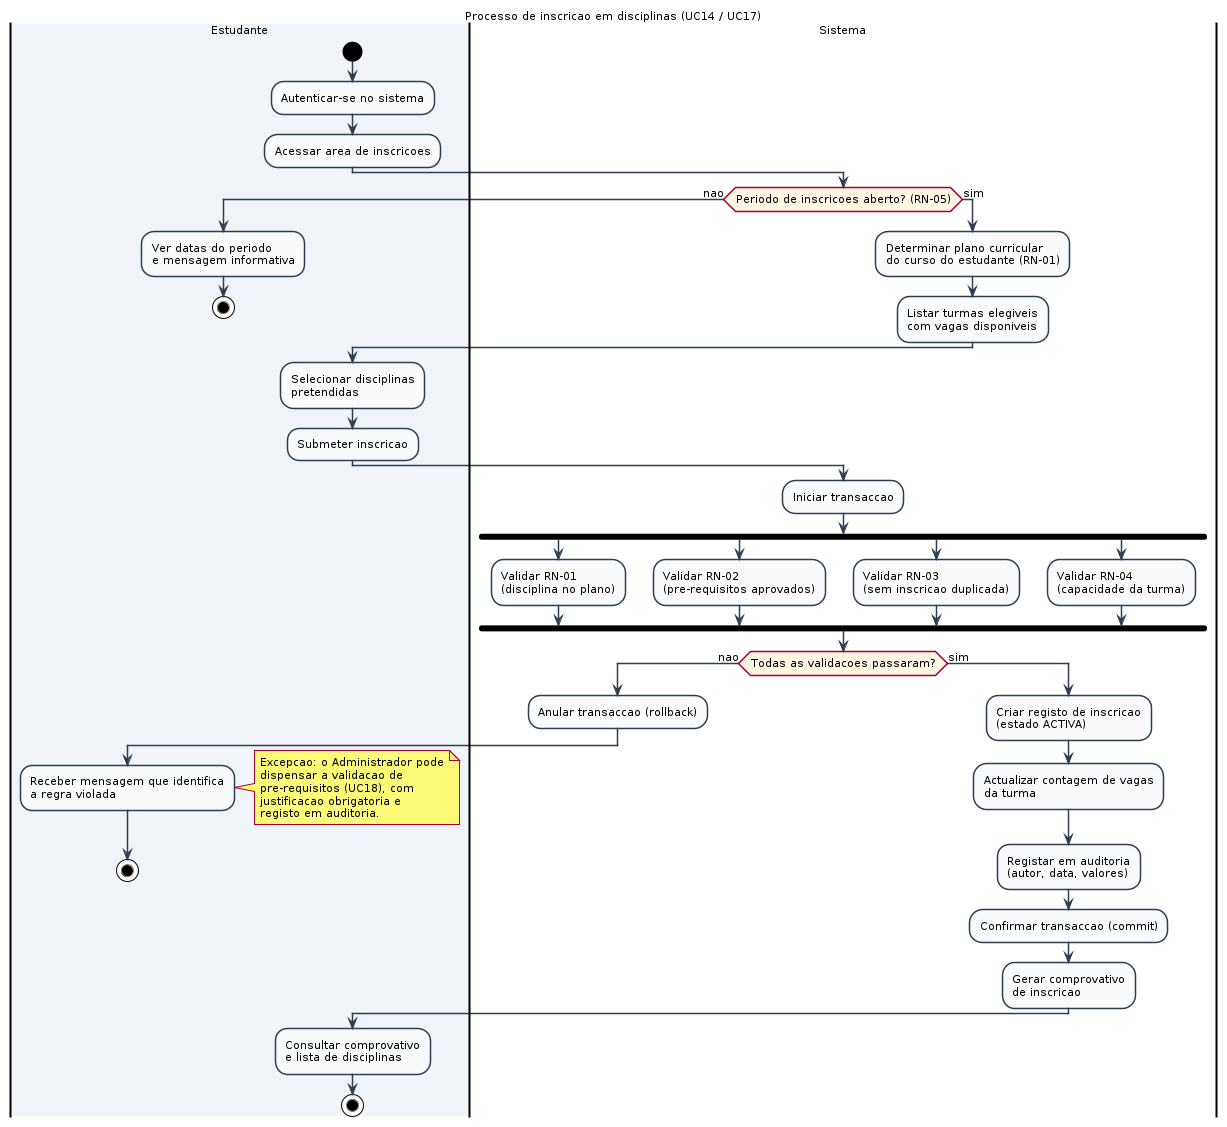 Processo de inscricao em disciplinas (UC14 / UC17)
Estudante
Sistema
Autenticar-se no sistema
Acessar area de inscricoes
nao
Periodo de inscricoes aberto? (RN-05)
sim
Ver datas do periodo
e mensagem informativa
Determinar plano curricular
do curso do estudante (RN-01)
Listar turmas elegiveis
com vagas disponiveis
Selecionar disciplinas
pretendidas
Submeter inscricao
Iniciar transaccao
Validar RN-01
(disciplina no plano)
Validar RN-02
(pre-requisitos aprovados)
Validar RN-03
(sem inscricao duplicada)
Validar RN-04
(capacidade da turma)
nao
Todas as validacoes passaram?
sim
Anular transaccao (rollback)
Criar registo de inscricao
(estado ACTIVA)
Receber mensagem que identifica
a regra violada
Excepcao: o Administrador pode
dispensar a validacao de
pre-requisitos (UC18), com
justificacao obrigatoria e
registo em auditoria.
Actualizar contagem de vagas
da turma
Registar em auditoria
(autor, data, valores)
Confirmar transaccao (commit)
Gerar comprovativo
de inscricao
Consultar comprovativo
e lista de disciplinas